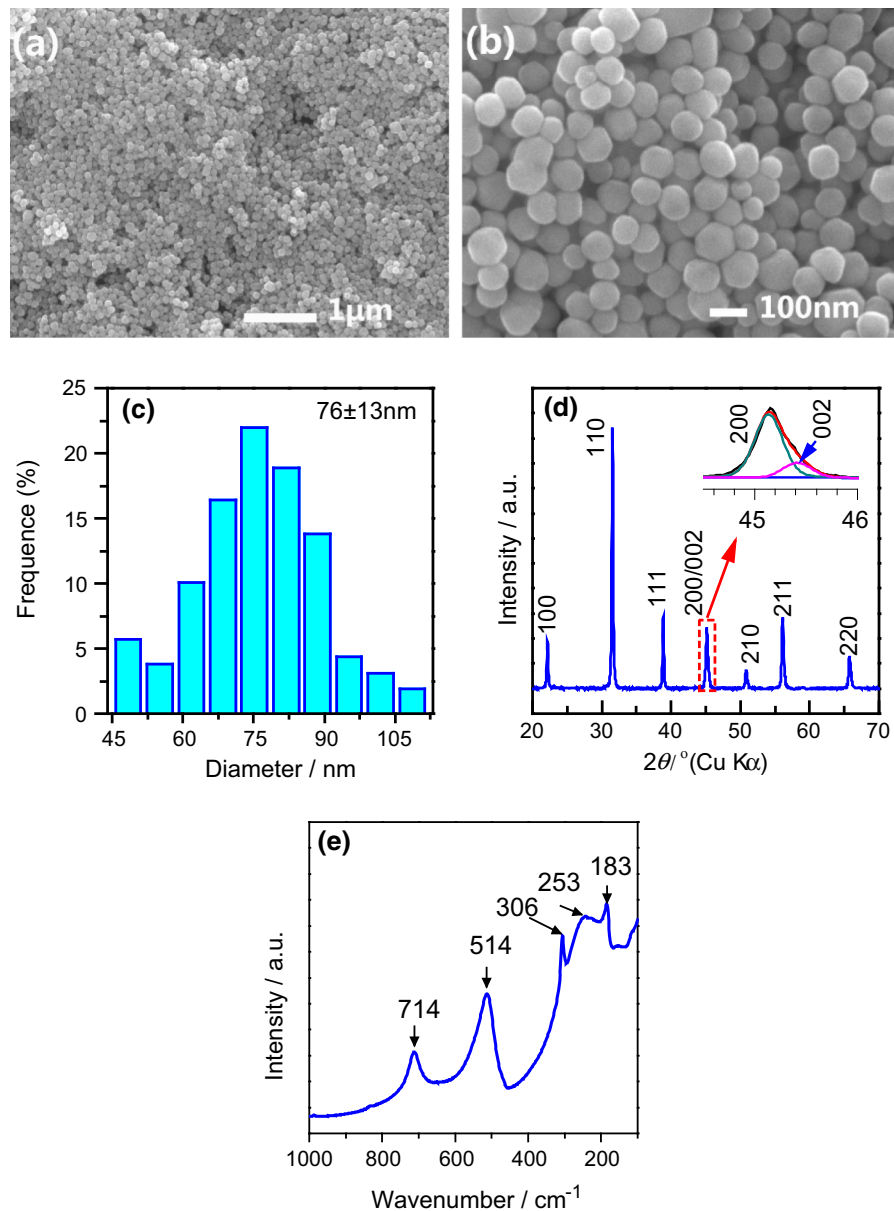 (a)
1μm
(b)
100nm
(c)
76±13nm
25
20
15
10
5
0
Frequence (%)
45
60
75
90
105
Diameter / nm
(d)
110
200
002
45
46
100
111
200/002
210
211
220
Intensity / a.u.
20
30
40
50
60
70
2θ/ °(Cu Kα)
(e)
714
514
306
253
183
Intensity / a.u.
1000
800
600
400
200
Wavenumber / cm⁻¹